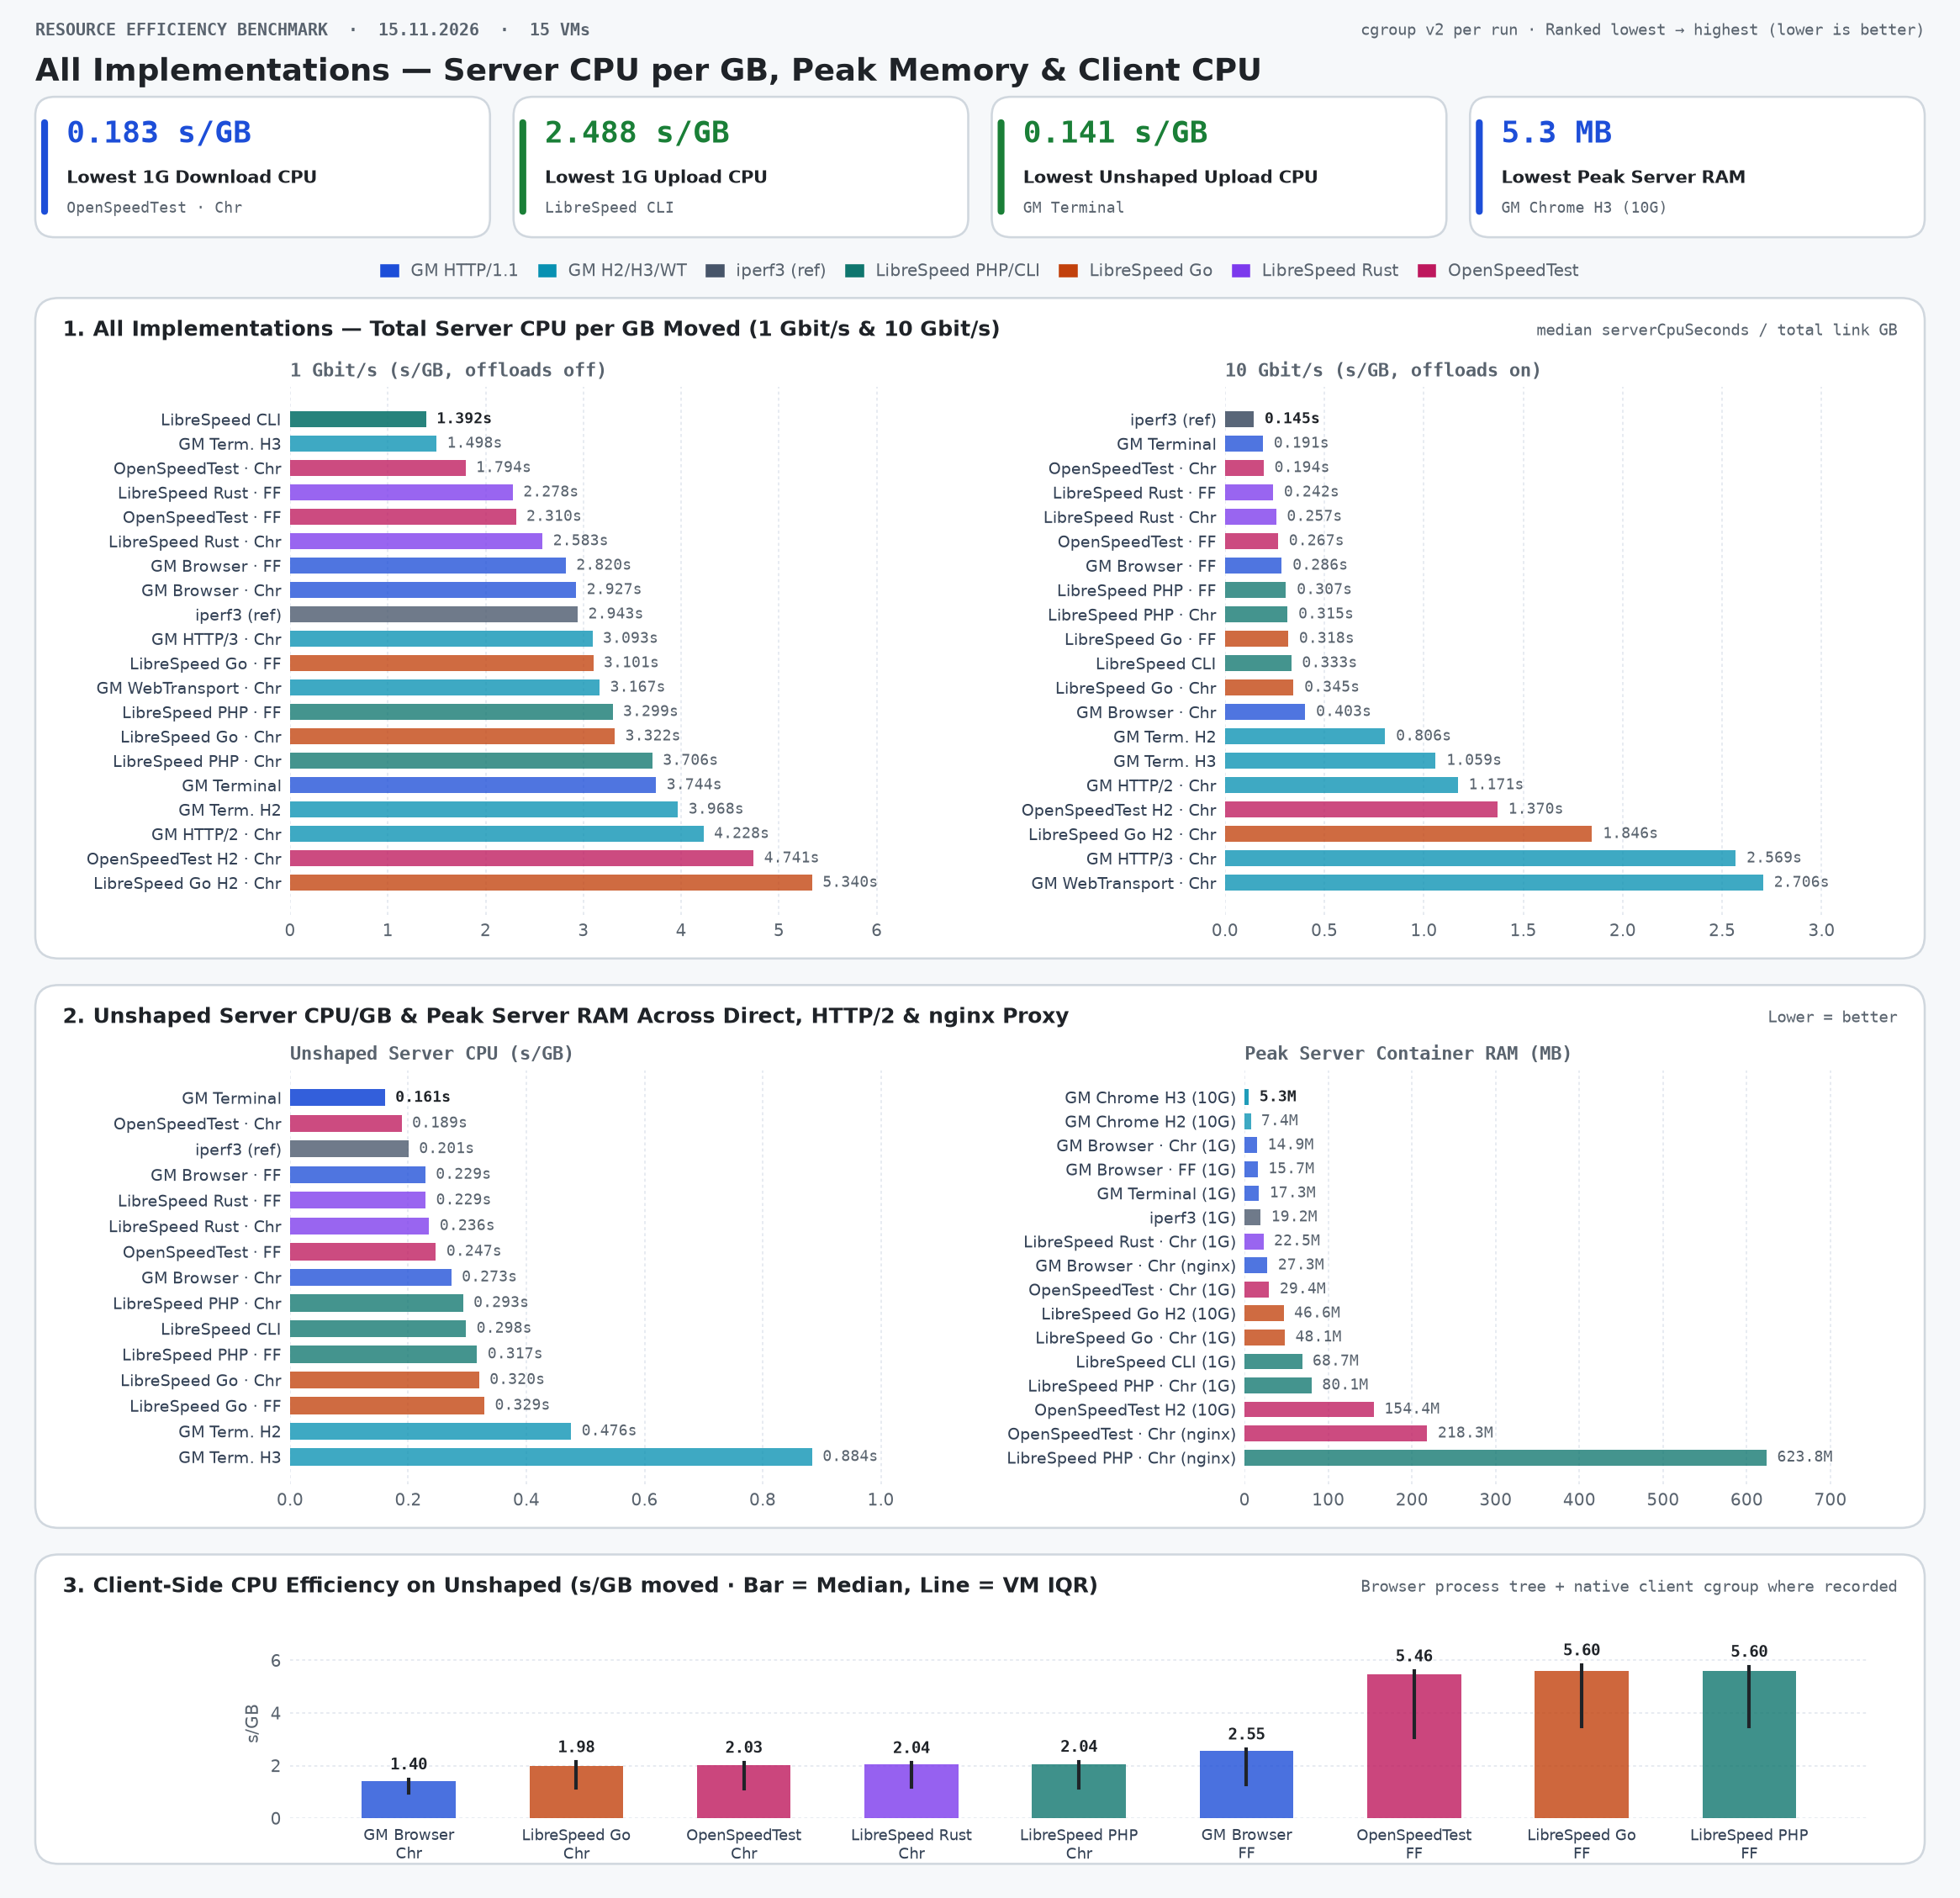 RESOURCE EFFICIENCY BENCHMARK · 15.11.2026 · 15 VMs
cgroup v2 per run · Ranked lowest → highest (lower is better)
All Implementations — Server CPU per GB, Peak Memory & Client CPU
0.183 s/GB
Lowest 1G Download CPU
OpenSpeedTest · Chr
2.488 s/GB
Lowest 1G Upload CPU
LibreSpeed CLI
0.141 s/GB
Lowest Unshaped Upload CPU
GM Terminal
5.3 MB
Lowest Peak Server RAM
GM Chrome H3 (10G)
GM HTTP/1.1 GM H2/H3/WT iperf3 (ref) LibreSpeed PHP/CLI LibreSpeed Go LibreSpeed Rust OpenSpeedTest
1. All Implementations — Total Server CPU per GB Moved (1 Gbit/s & 10 Gbit/s)
median serverCpuSeconds / total link GB
1 Gbit/s (s/GB, offloads off)
LibreSpeed CLI 1.392s
GM Term. H3 1.498s
OpenSpeedTest · Chr 1.794s
LibreSpeed Rust · FF 2.278s
OpenSpeedTest · FF 2.310s
LibreSpeed Rust · Chr 2.583s
GM Browser · FF 2.820s
GM Browser · Chr 2.927s
iperf3 (ref) 2.943s
GM HTTP/3 · Chr 3.093s
LibreSpeed Go · FF 3.101s
GM WebTransport · Chr 3.167s
LibreSpeed PHP · FF 3.299s
LibreSpeed Go · Chr 3.322s
LibreSpeed PHP · Chr 3.706s
GM Terminal 3.744s
GM Term. H2 3.968s
GM HTTP/2 · Chr 4.228s
OpenSpeedTest H2 · Chr 4.741s
LibreSpeed Go H2 · Chr 5.340s
0 1 2 3 4 5 6
10 Gbit/s (s/GB, offloads on)
iperf3 (ref) 0.145s
GM Terminal 0.191s
OpenSpeedTest · Chr 0.194s
LibreSpeed Rust · FF 0.242s
LibreSpeed Rust · Chr 0.257s
OpenSpeedTest · FF 0.267s
GM Browser · FF 0.286s
LibreSpeed PHP · FF 0.307s
LibreSpeed PHP · Chr 0.315s
LibreSpeed Go · FF 0.318s
LibreSpeed CLI 0.333s
LibreSpeed Go · Chr 0.345s
GM Browser · Chr 0.403s
GM Term. H2 0.806s
GM Term. H3 1.059s
GM HTTP/2 · Chr 1.171s
OpenSpeedTest H2 · Chr 1.370s
LibreSpeed Go H2 · Chr 1.846s
GM HTTP/3 · Chr 2.569s
GM WebTransport · Chr 2.706s
0.0 0.5 1.0 1.5 2.0 2.5 3.0
2. Unshaped Server CPU/GB & Peak Server RAM Across Direct, HTTP/2 & nginx Proxy
Lower = better
Unshaped Server CPU (s/GB)
GM Terminal 0.161s
OpenSpeedTest · Chr 0.189s
iperf3 (ref) 0.201s
GM Browser · FF 0.229s
LibreSpeed Rust · FF 0.229s
LibreSpeed Rust · Chr 0.236s
OpenSpeedTest · FF 0.247s
GM Browser · Chr 0.273s
LibreSpeed PHP · Chr 0.293s
LibreSpeed CLI 0.298s
LibreSpeed PHP · FF 0.317s
LibreSpeed Go · Chr 0.320s
LibreSpeed Go · FF 0.329s
GM Term. H2 0.476s
GM Term. H3 0.884s
0.0 0.2 0.4 0.6 0.8 1.0
Peak Server Container RAM (MB)
GM Chrome H3 (10G) 5.3M
GM Chrome H2 (10G) 7.4M
GM Browser · Chr (1G) 14.9M
GM Browser · FF (1G) 15.7M
GM Terminal (1G) 17.3M
iperf3 (1G) 19.2M
LibreSpeed Rust · Chr (1G) 22.5M
GM Browser · Chr (nginx) 27.3M
OpenSpeedTest · Chr (1G) 29.4M
LibreSpeed Go H2 (10G) 46.6M
LibreSpeed Go · Chr (1G) 48.1M
LibreSpeed CLI (1G) 68.7M
LibreSpeed PHP · Chr (1G) 80.1M
OpenSpeedTest H2 (10G) 154.4M
OpenSpeedTest · Chr (nginx) 218.3M
LibreSpeed PHP · Chr (nginx) 623.8M
0 100 200 300 400 500 600 700
3. Client-Side CPU Efficiency on Unshaped (s/GB moved · Bar = Median, Line = VM IQR)
Browser process tree + native client cgroup where recorded
s/GB
6
4
2
0
1.40 1.98 2.03 2.04 2.04 2.55 5.46 5.60 5.60
GM Browser LibreSpeed Go OpenSpeedTest LibreSpeed Rust LibreSpeed PHP GM Browser OpenSpeedTest LibreSpeed Go LibreSpeed PHP
Chr Chr Chr Chr Chr FF FF FF FF